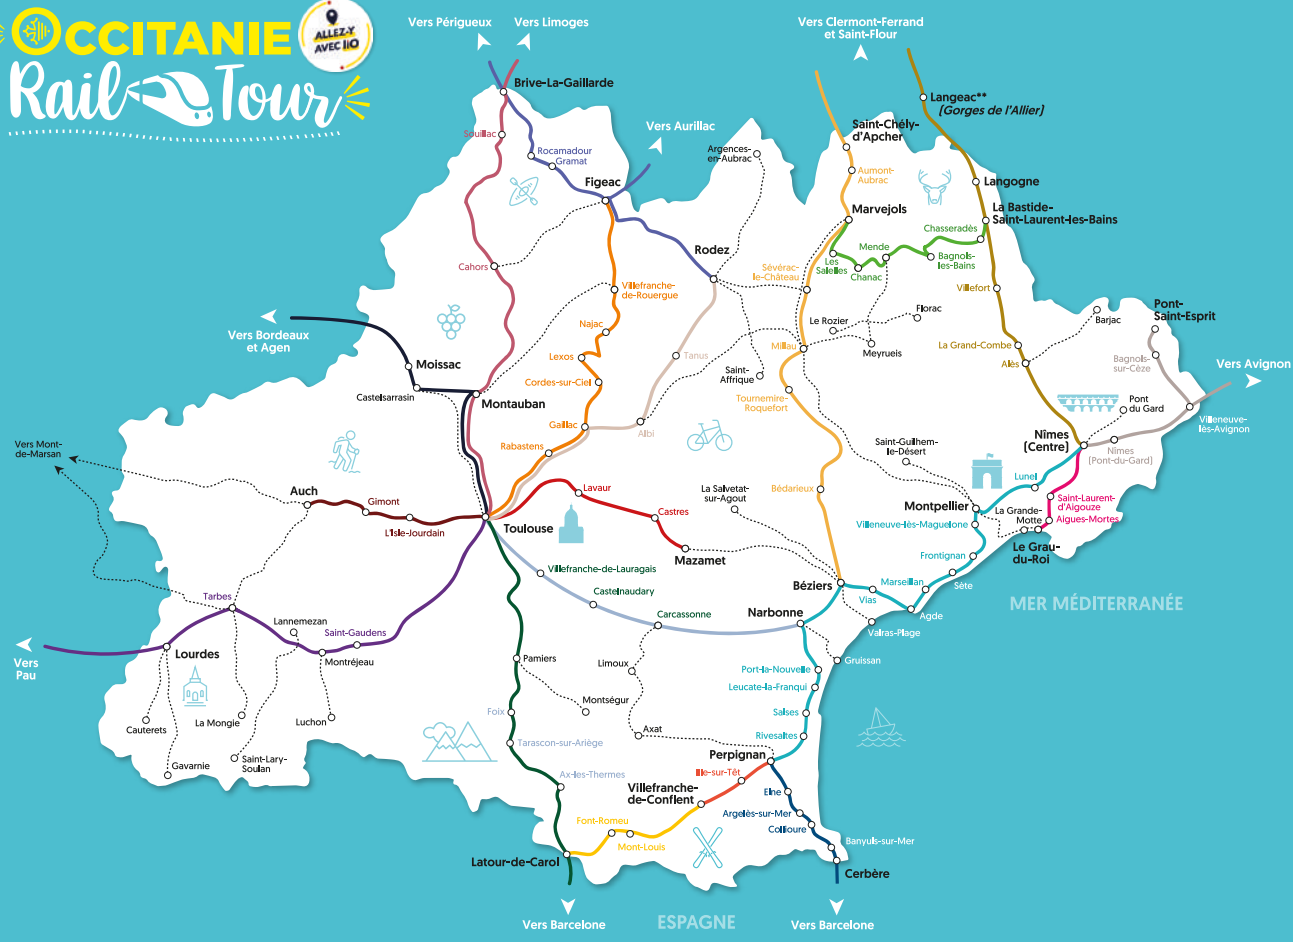 OCCITANIE
Rail Tour
ALLEZ-Y
AVEC liO
Vers Périgueux
Vers Limoges
Vers Clermont-Ferrand
et Saint-Flour
Brive-La-Gaillarde
Langeac**
(Gorges de l'Allier)
Souillac
Vers Aurillac
Saint-Chély-
d'Apcher
Rocamadour
Gramat
Argences-
en-Aubrac
Aumont-
Aubrac
Figeac
Langogne
Marvejols
La Bastide-
Saint-Laurent-les-Bains
Chasseradès
Rodez
Mende
Cahors
Sévérac-
le-Château
Les
Salelles
Chanac
Bagnols-
les-Bains
Villefranche-
de-Rouergue
Villefort
Pont-
Saint-Esprit
Florac
Barjac
Le Rozier
Najac
Vers Bordeaux
et Agen
Millau
Meyrueis
La Grand-Combe
Lexos
Tanus
Alès
Bagnols-
sur-Cèze
Vers Avignon
Moissac
Saint-
Affrique
Cordes-sur-Ciel
Castelsarrasin
Montauban
Tournemire-
Roquefort
Pont
du Gard
Villeneuve-
lès-Avignon
Gaillac
Albi
Nîmes
(Centre)
Nîmes
(Pont-du-Gard)
Vers Mont-
de-Marsan
Rabastens
Saint-Guilhem-
le-Désert
Lunel
Auch
Gimont
Lavaur
La Salvetat-
sur-Agout
Bédarieux
Saint-Laurent-
d'Aigouze
Montpellier
La Grande-
Motte
Aigues-Mortes
L'Isle-Jourdain
Toulouse
Castres
Villeneuve-lès-Maguelone
Le Grau-
du-Roi
Mazamet
Frontignan
Villefranche-de-Lauragais
Béziers
Marseillan
Sète
Castelnaudary
Vias
Agde
MER MÉDITERRANÉE
Tarbes
Carcassonne
Narbonne
Lannemezan
Saint-Gaudens
Valras-Plage
Lourdes
Montréjeau
Pamiers
Limoux
Gruissan
Vers
Pau
Port-la-Nouvelle
Leucate-la-Franqui
Montségur
Cauterets
La Mongie
Luchon
Foix
Salses
Axat
Rivesaltes
Tarascon-sur-Ariège
Gavarnie
Saint-Lary-
Soulan
Perpignan
Ax-les-Thermes
Ille-sur-Têt
Villefranche-
de-Conflent
Elne
Argelès-sur-Mer
Font-Romeu
Collioure
Mont-Louis
Banyuls-sur-Mer
Latour-de-Carol
Cerbère
Vers Barcelone
ESPAGNE
Vers Barcelone